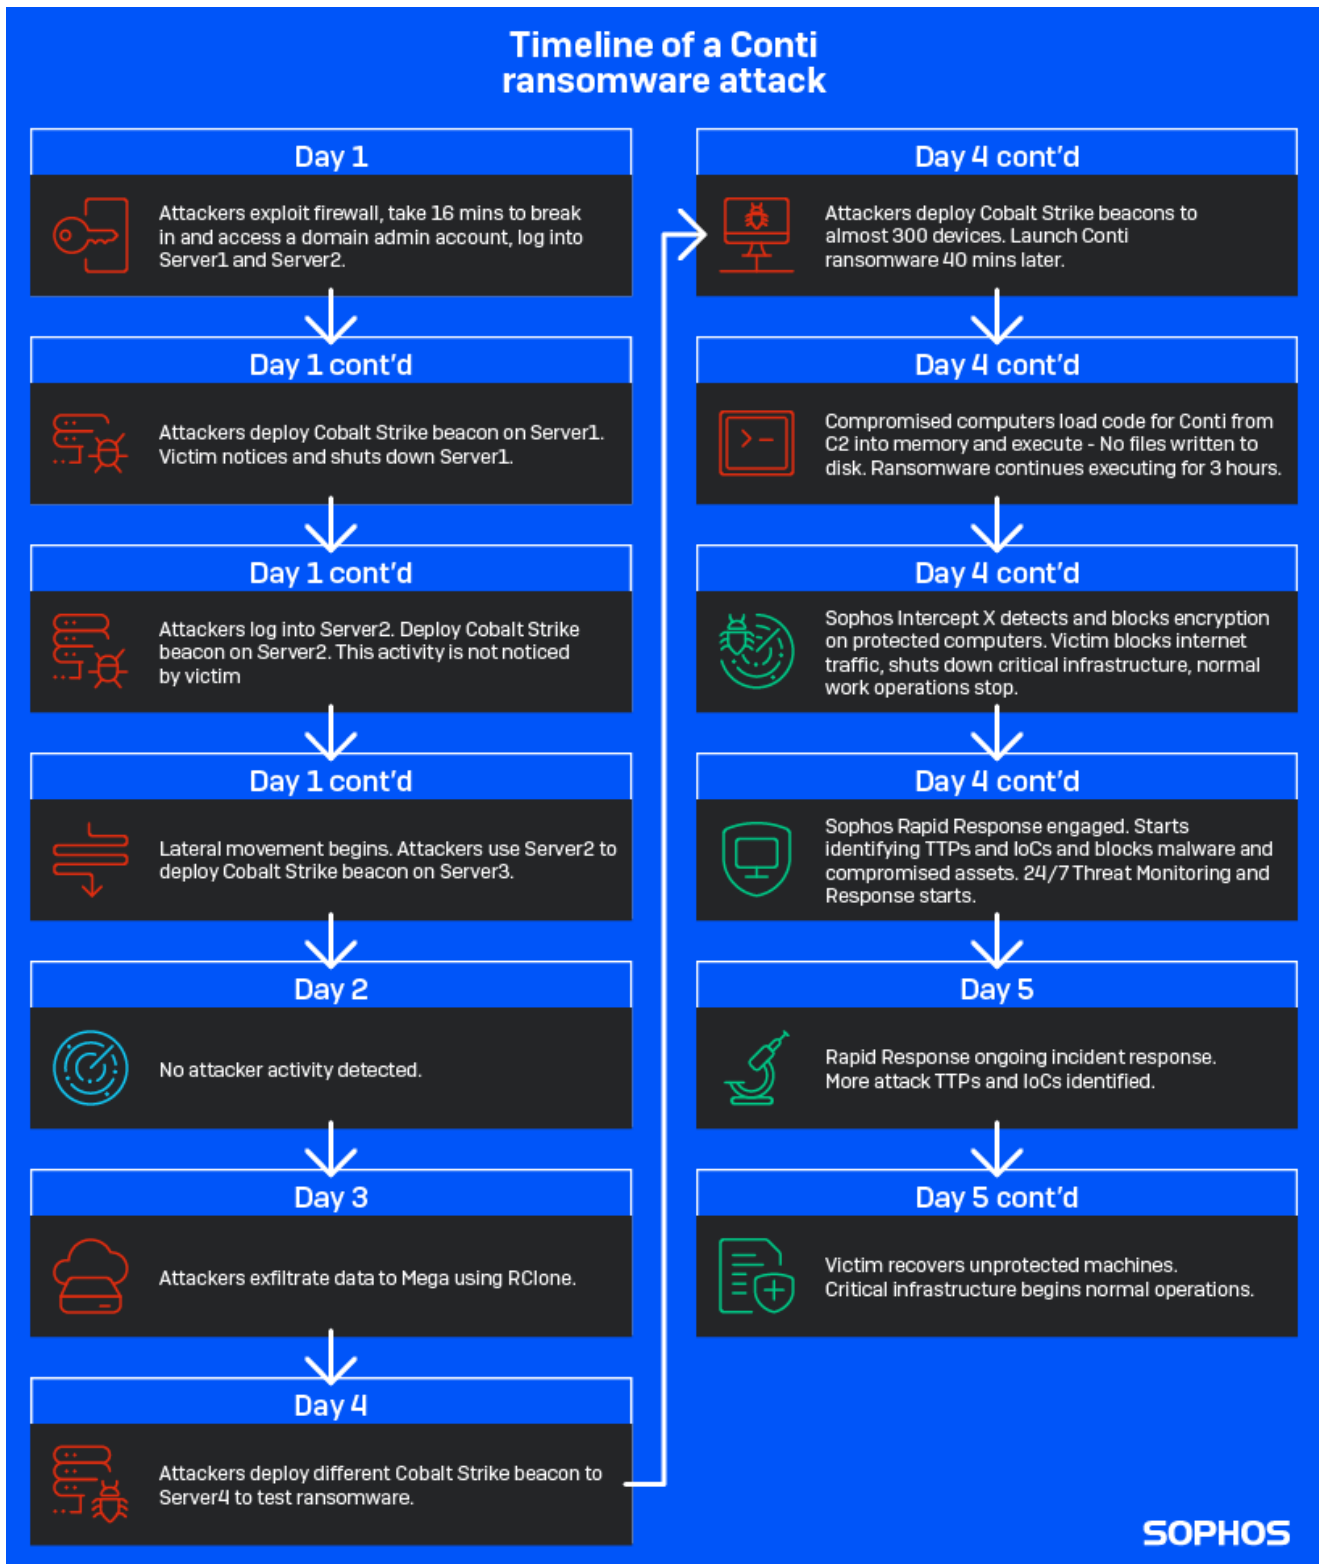 Timeline of a Conti
ransomware attack
Day 1
Attackers exploit firewall, take 16 mins to break
in and access a domain admin account, log into
Server1 and Server2.
Day 1 cont'd
Attackers deploy Cobalt Strike beacon on Server1.
Victim notices and shuts down Server1.
Day 1 cont'd
Attackers log into Server2. Deploy Cobalt Strike
beacon on Server2. This activity is not noticed
by victim
Day 1 cont'd
Lateral movement begins. Attackers use Server2 to
deploy Cobalt Strike beacon on Server3.
Day 2
No attacker activity detected.
Day 3
Attackers exfiltrate data to Mega using RClone.
Day 4
Attackers deploy different Cobalt Strike beacon to
Server4 to test ransomware.
Day 4 cont'd
Attackers deploy Cobalt Strike beacons to
almost 300 devices. Launch Conti
ransomware 40 mins later.
Day 4 cont'd
Compromised computers load code for Conti from
C2 into memory and execute - No files written to
disk. Ransomware continues executing for 3 hours.
Day 4 cont'd
Sophos Intercept X detects and blocks encryption
on protected computers. Victim blocks internet
traffic, shuts down critical infrastructure, normal
work operations stop.
Day 4 cont'd
Sophos Rapid Response engaged. Starts
identifying TTPs and IoCs and blocks malware and
compromised assets. 24/7 Threat Monitoring and
Response starts.
Day 5
Rapid Response ongoing incident response.
More attack TTPs and IoCs identified.
Day 5 cont'd
Victim recovers unprotected machines.
Critical infrastructure begins normal operations.
SOPHOS